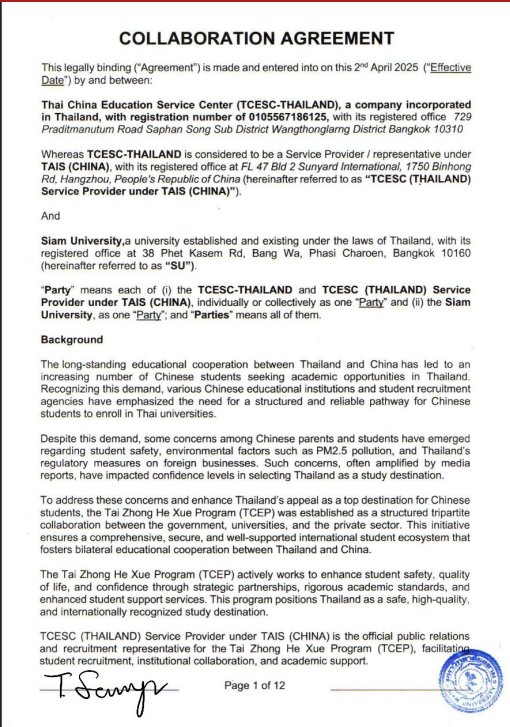 COLLABORATION AGREEMENT
This legally binding ("Agreement") is made and entered into on this 2nd April 2025 ("Effective
Date") by and between:
Thai China Education Service Center (TCESC-THAILAND), a company incorporated
in Thailand, with registration number of 0105567186125, with its registered office 729
Praditmanutum Road Saphan Song Sub District Wangthonglarng District Bangkok 10310
Whereas TCESC-THAILAND is considered to be a Service Provider / representative under
TAIS (CHINA), with its registered office at FL 47 Bld 2 Sunyard International, 1750 Binhong
Rd, Hangzhou, People's Republic of China (hereinafter referred to as "TCESC (THAILAND)
Service Provider under TAIS (CHINA)").
And
Siam University,a university established and existing under the laws of Thailand, with its
registered office at 38 Phet Kasem Rd, Bang Wa, Phasi Charoen, Bangkok 10160
(hereinafter referred to as "SU").
"Party" means each of (i) the TCESC-THAILAND and TCESC (THAILAND) Service
Provider under TAIS (CHINA), individually or collectively as one "Party" and (ii) the Siam
University, as one "Party"; and "Parties" means all of them.
Background
The long-standing educational cooperation between Thailand and China has led to an
increasing number of Chinese students seeking academic opportunities in Thailand.
Recognizing this demand, various Chinese educational institutions and student recruitment
agencies have emphasized the need for a structured and reliable pathway for Chinese
students to enroll in Thai universities.
Despite this demand, some concerns among Chinese parents and students have emerged
regarding student safety, environmental factors such as PM2.5 pollution, and Thailand's
regulatory measures on foreign businesses. Such concerns, often amplified by media
reports, have impacted confidence levels in selecting Thailand as a study destination.
To address these concerns and enhance Thailand's appeal as a top destination for Chinese
students, the Tai Zhong He Xue Program (TCEP) was established as a structured tripartite
collaboration between the government, universities, and the private sector. This initiative
ensures a comprehensive, secure, and well-supported international student ecosystem that
fosters bilateral educational cooperation between Thailand and China.
The Tai Zhong He Xue Program (TCEP) actively works to enhance student safety, quality
of life, and confidence through strategic partnerships, rigorous academic standards, and
enhanced student support services. This program positions Thailand as a safe, high-quality,
and internationally recognized study destination.
TCESC (THAILAND) Service Provider under TAIS (CHINA) is the official public relations
and recruitment representative for the Tai Zhong He Xue Program (TCEP), facilitating
student recruitment, institutional collaboration, and academic support.
Page 1 of 12